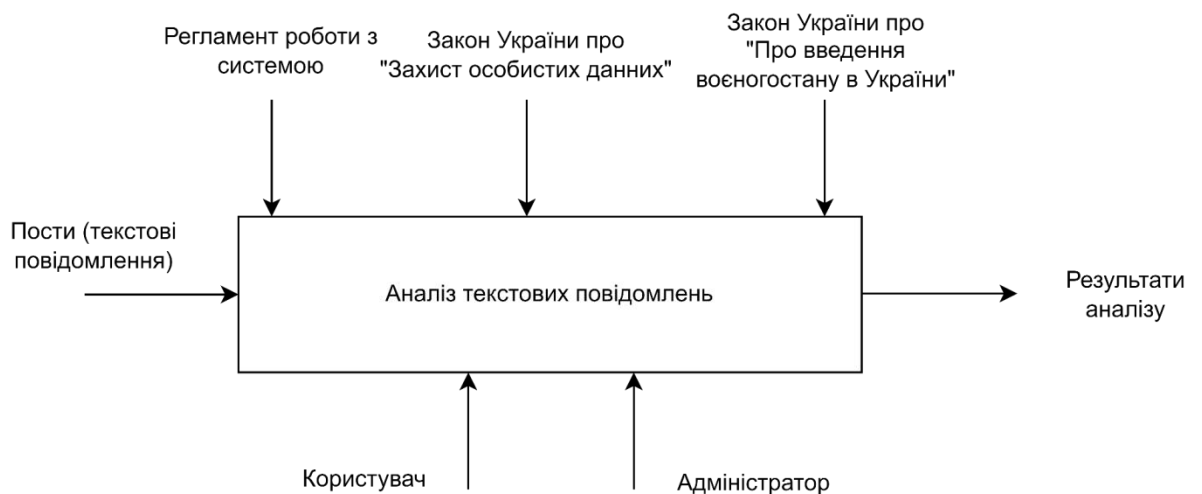 Регламент роботи з
системою
Закон України про
"Захист особистих данних"
Закон України про
"Про введення
воєногостану в України"
Пости (текстові
повідомлення)
Аналіз текстових повідомлень
Результати
аналізу
Користувач
Адміністратор